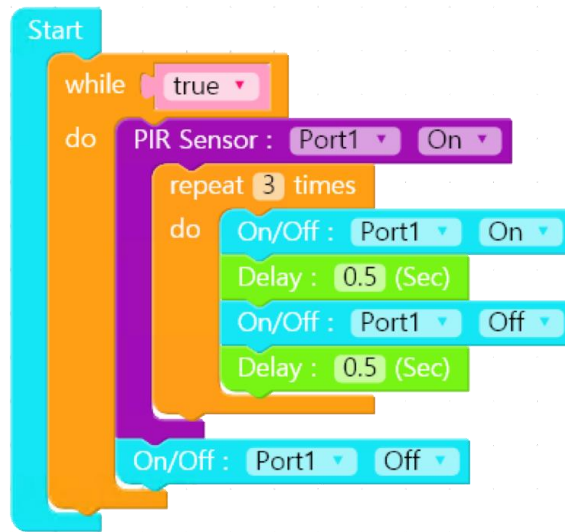 Start
while true
do PIR Sensor : Port1 On
repeat 3 times
do On/Off : Port1 On
Delay : 0.5 (Sec)
On/Off : Port1 Off
Delay : 0.5 (Sec)
On/Off : Port1 Off